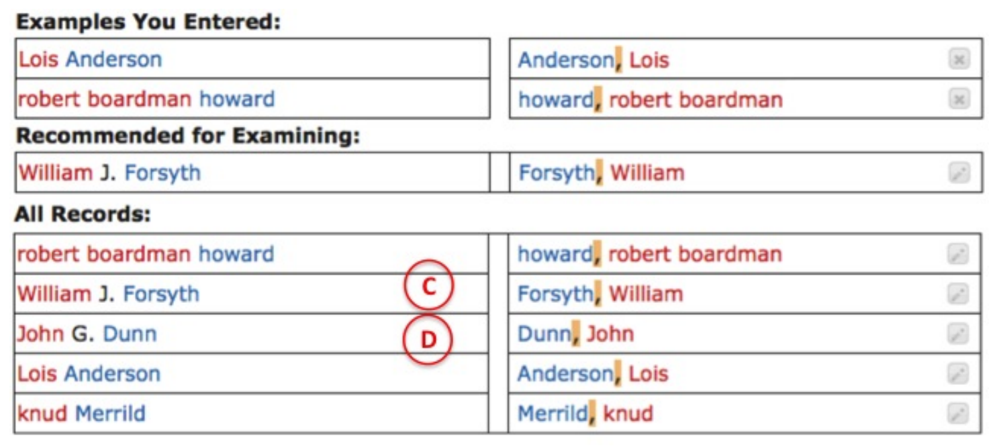 Examples You Entered:
Lois Anderson Anderson, Lois
robert boardman howard howard, robert boardman
Recommended for Examining:
William J. Forsyth Forsyth, William
All Records:
robert boardman howard howard, robert boardman
C
William J. Forsyth Forsyth, William
John G. Dunn Dunn, John
D
Lois Anderson Anderson, Lois
knud Merrild Merrild, knud